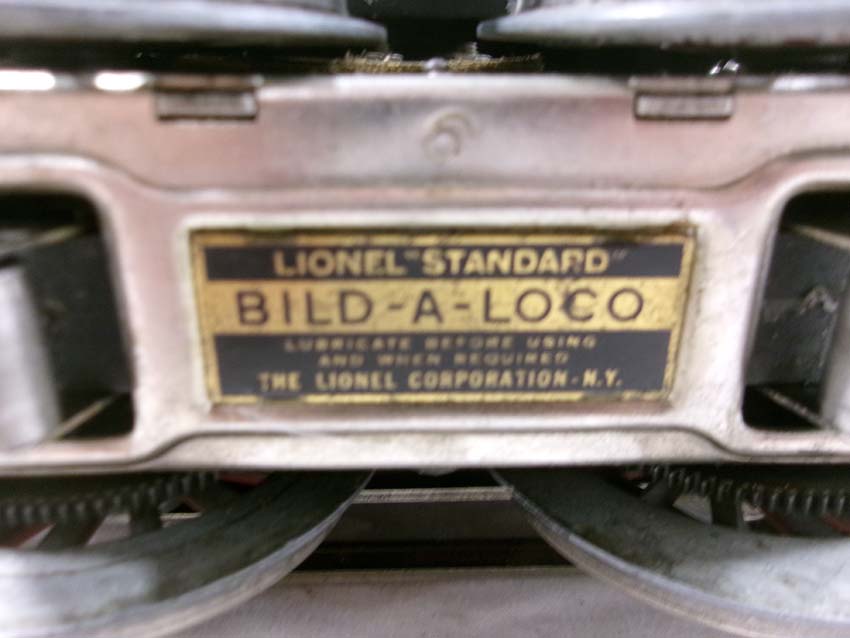 LIONEL "STANDARD"
BILD-A-LOCO
LUBRICATE BEFORE USING
AND WHEN REQUIRED
THE LIONEL CORPORATION-N.Y.